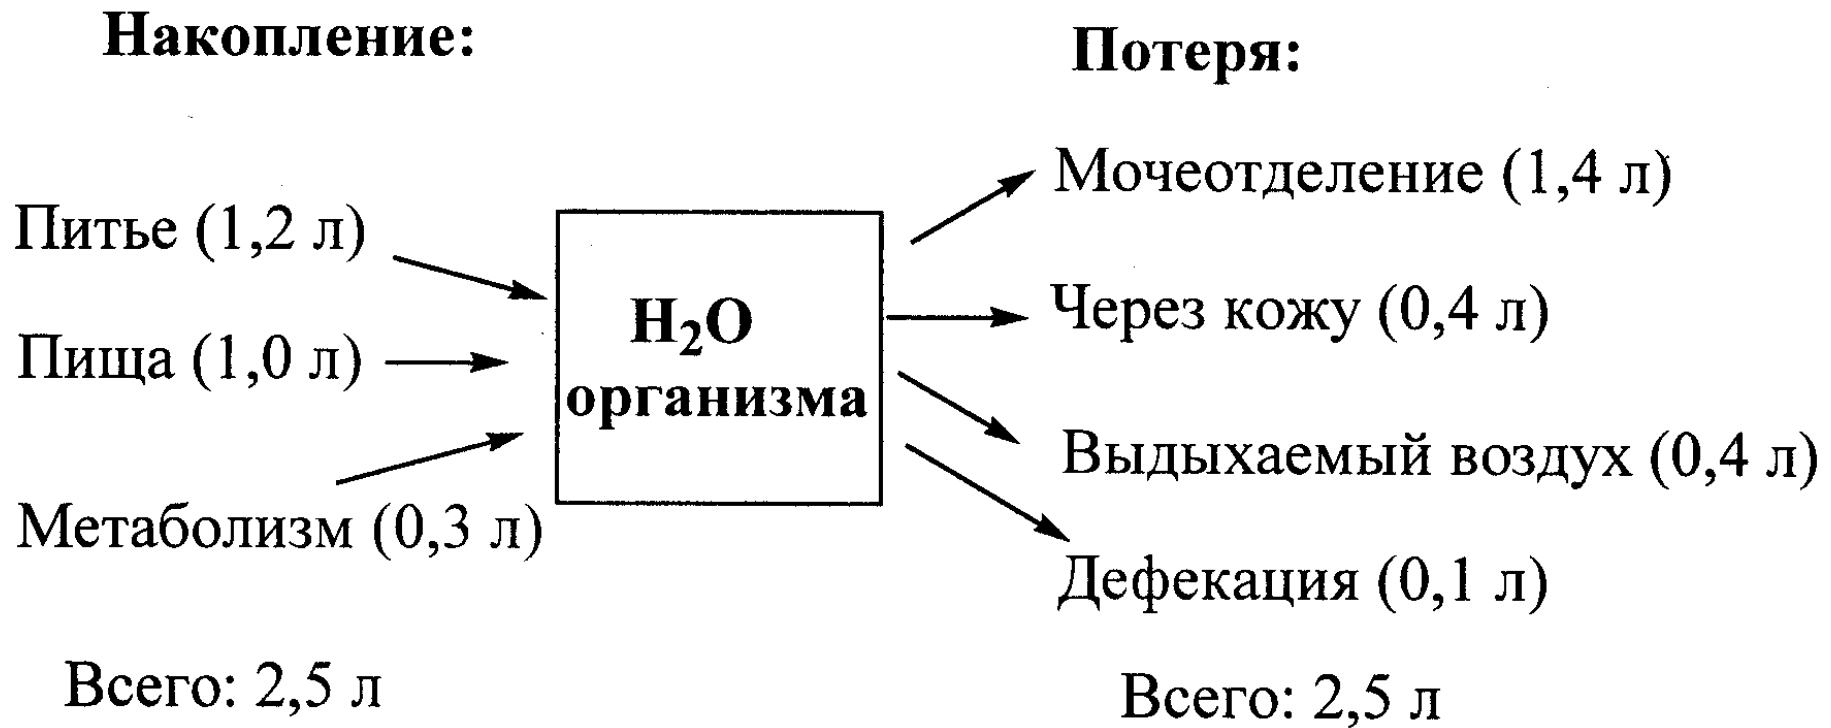 Накопление:
Питье (1,2 л)
Пища (1,0 л)
Метаболизм (0,3 л)
Всего: 2,5 л
H₂O
организма
Потеря:
Мочеотделение (1,4 л)
Через кожу (0,4 л)
Выдыхаемый воздух (0,4 л)
Дефекация (0,1 л)
Всего: 2,5 л